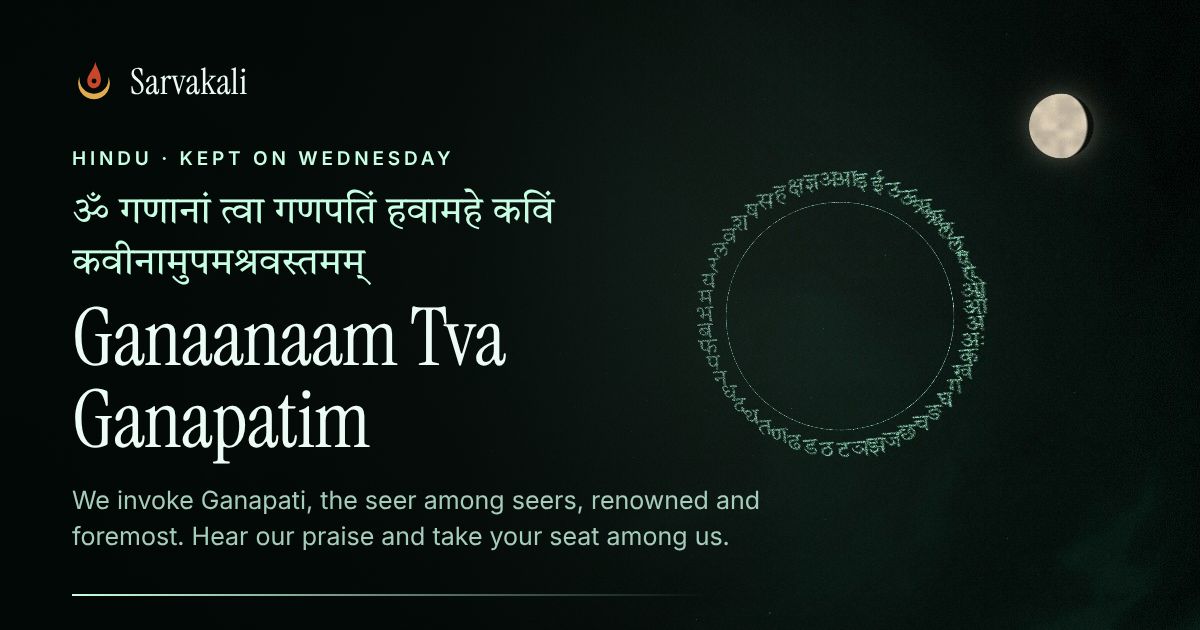 Sarvakali
HINDU · KEPT ON WEDNESDAY
ॐ गणानां त्वा गणपतिं हवामहे कविं
कवीनामुपमश्रवस्तमम्
Ganaanaam Tva
Ganapatim
We invoke Ganapati, the seer among seers, renowned and
foremost. Hear our praise and take your seat among us.